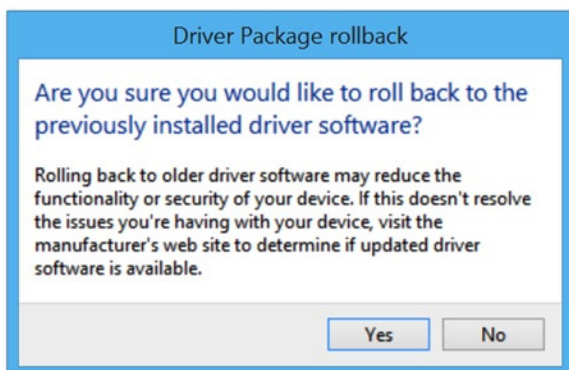 Driver Package rollback
Are you sure you would like to roll back to the
previously installed driver software?
Rolling back to older driver software may reduce the
functionality or security of your device. If this doesn't resolve
the issues you're having with your device, visit the
manufacturer's web site to determine if updated driver
software is available.
Yes
No